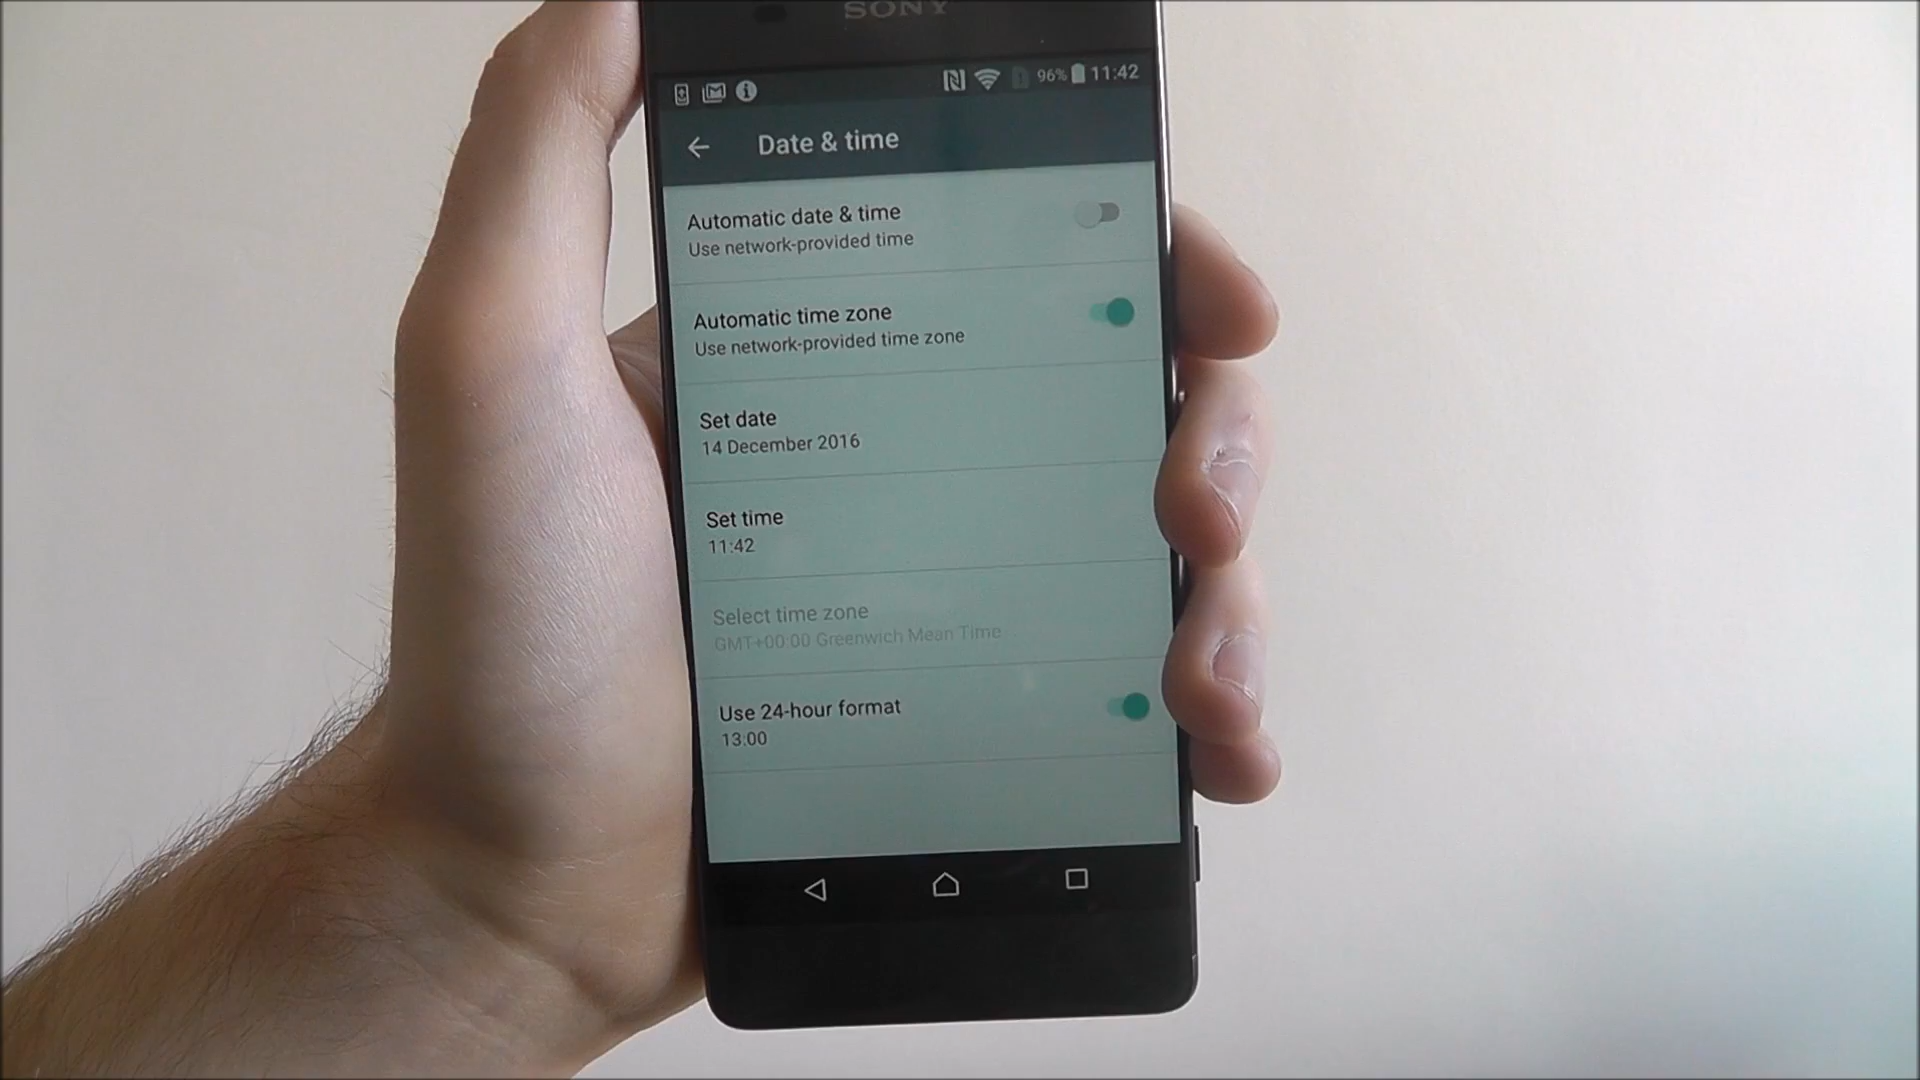 SONY
96% 11:42
Date & time
Automatic date & time
Use network-provided time
Automatic time zone
Use network-provided time zone
Set date
14 December 2016
Set time
11:42
Select time zone
GMT+00:00 Greenwich Mean Time
Use 24-hour format
13:00